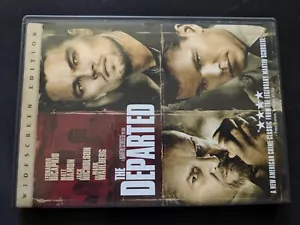 WIDESCREEN EDITION
LEONARDO DICAPRIO
MATT DAMON
JACK NICHOLSON
MARK WAHLBERG
THE
DEPARTED
A NEW AMERICAN CRIME CLASSIC FROM THE LEGENDARY MARTIN SCORSESE